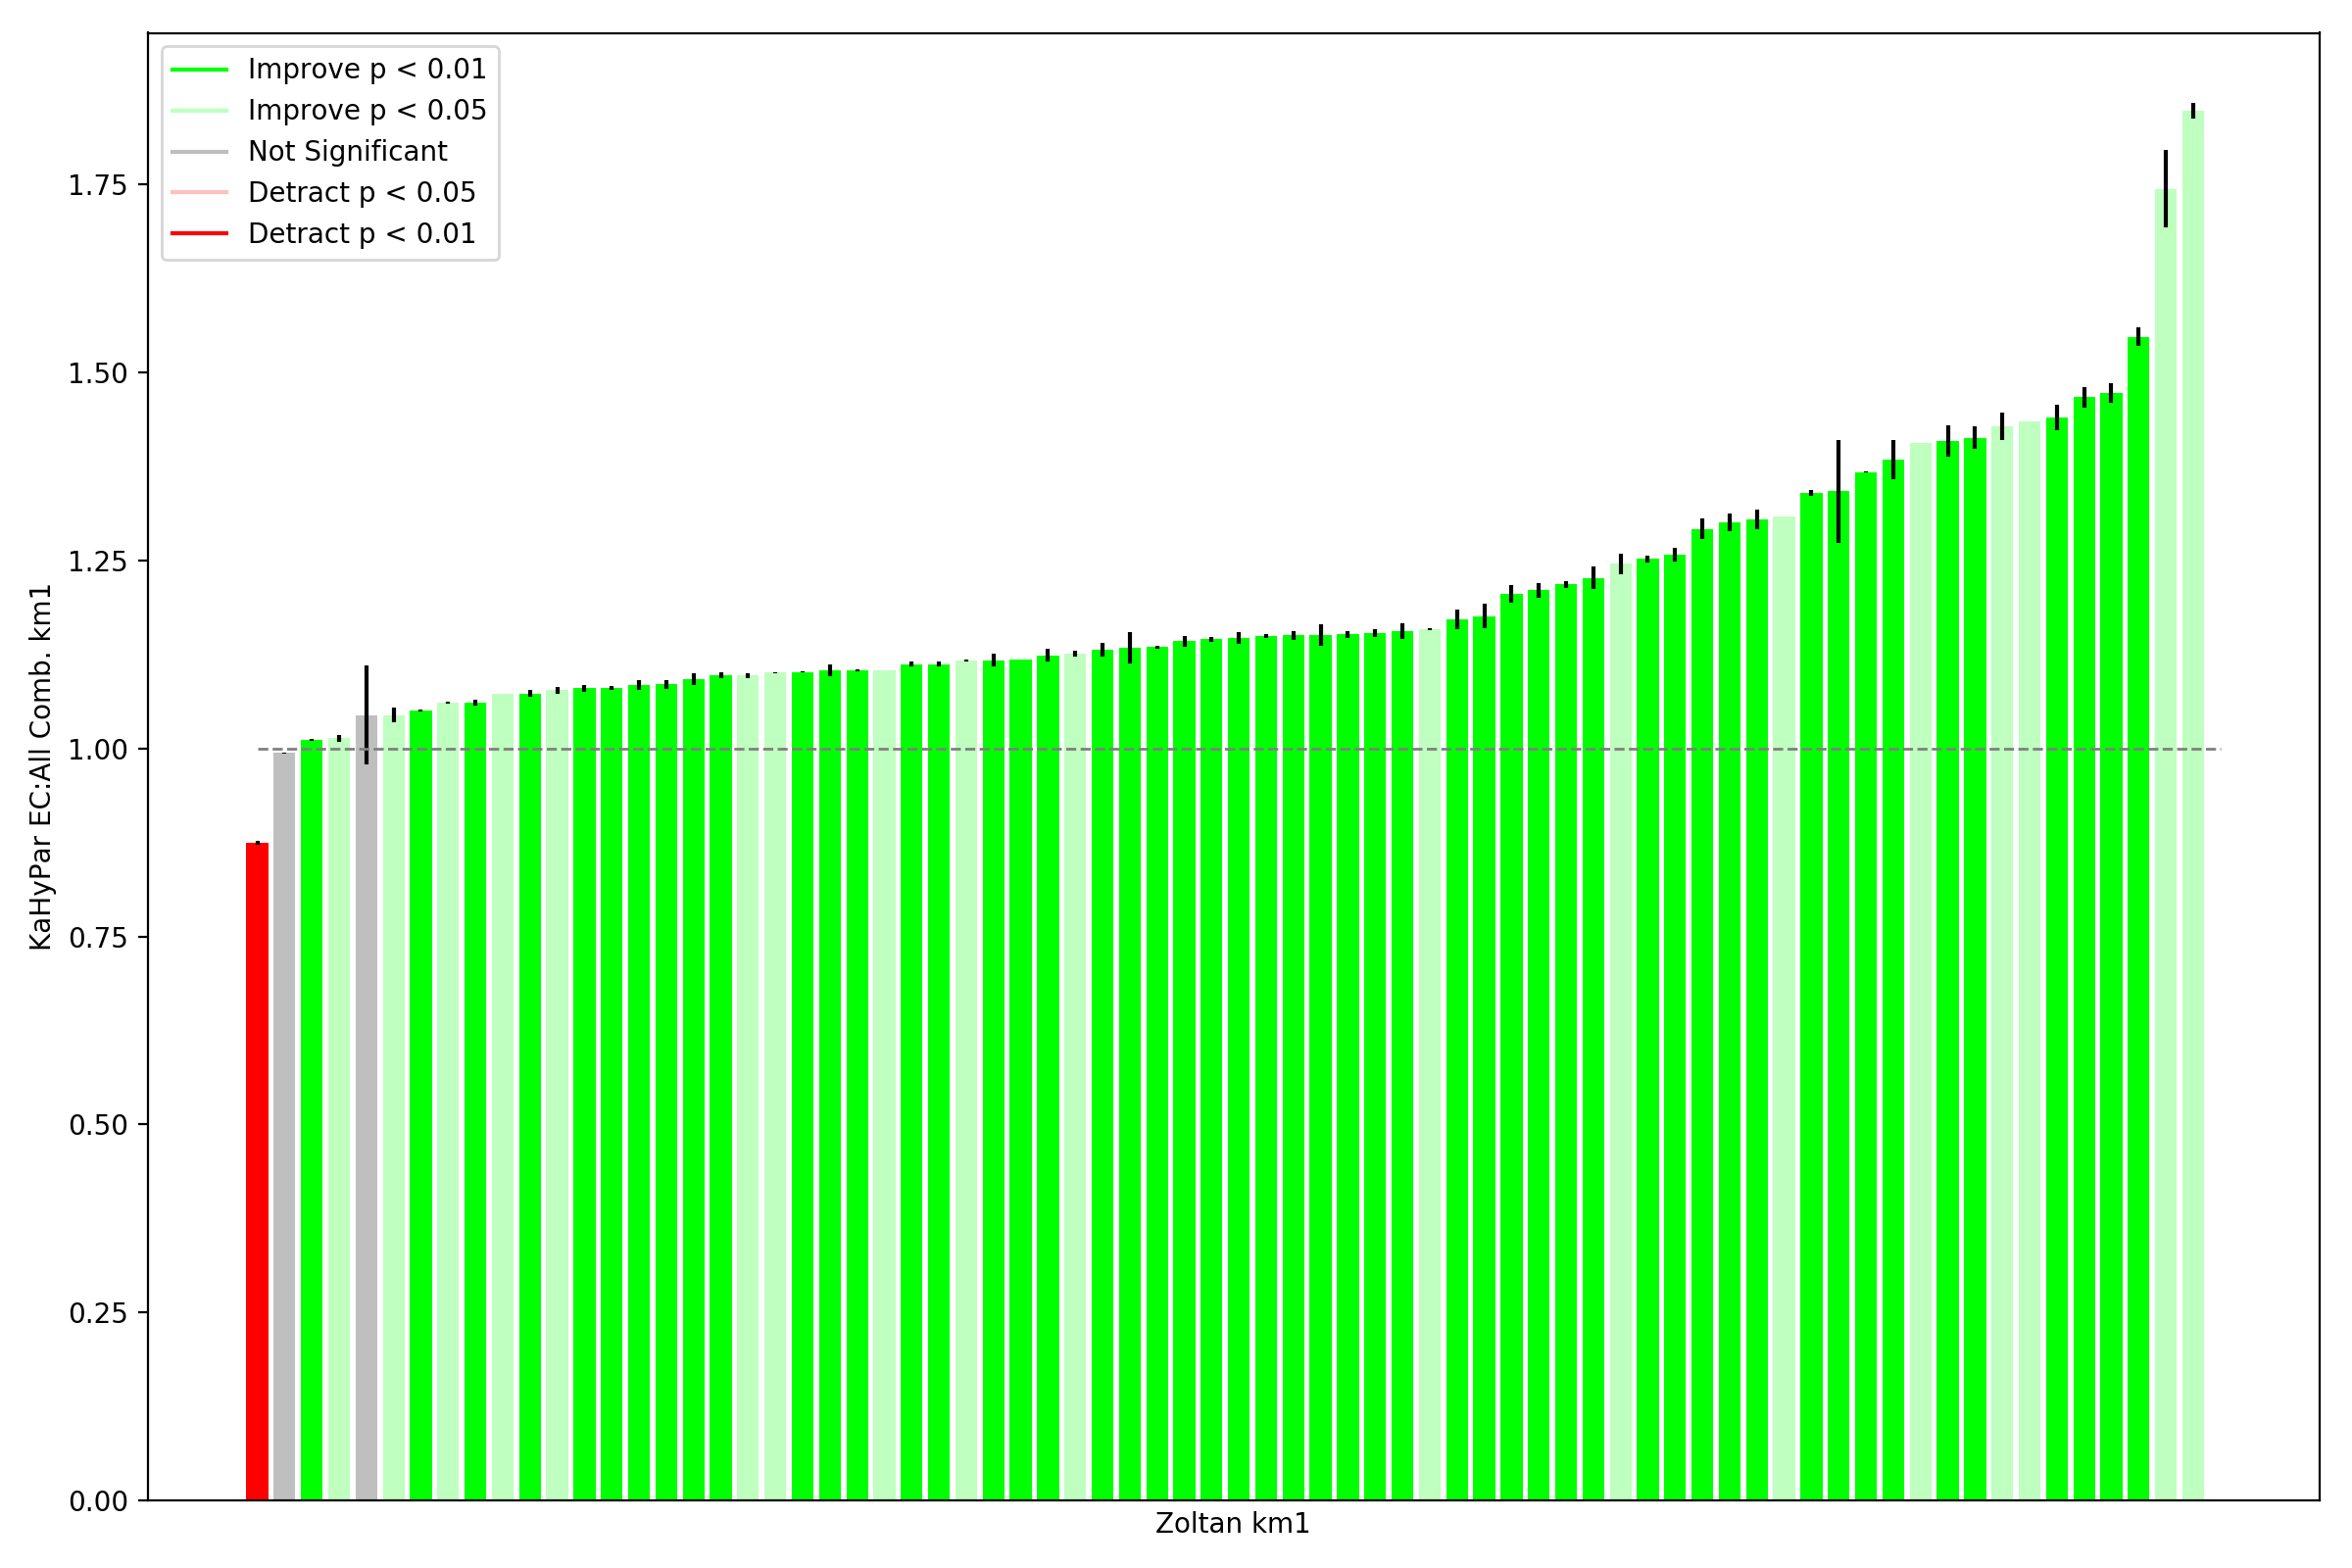 Improve p < 0.01
Improve p < 0.05
Not Significant
Detract p < 0.05
Detract p < 0.01
1.75
1.50
1.25
1.00
0.75
0.50
0.25
0.00
KaHyPar EC:All Comb. km1
Zoltan km1